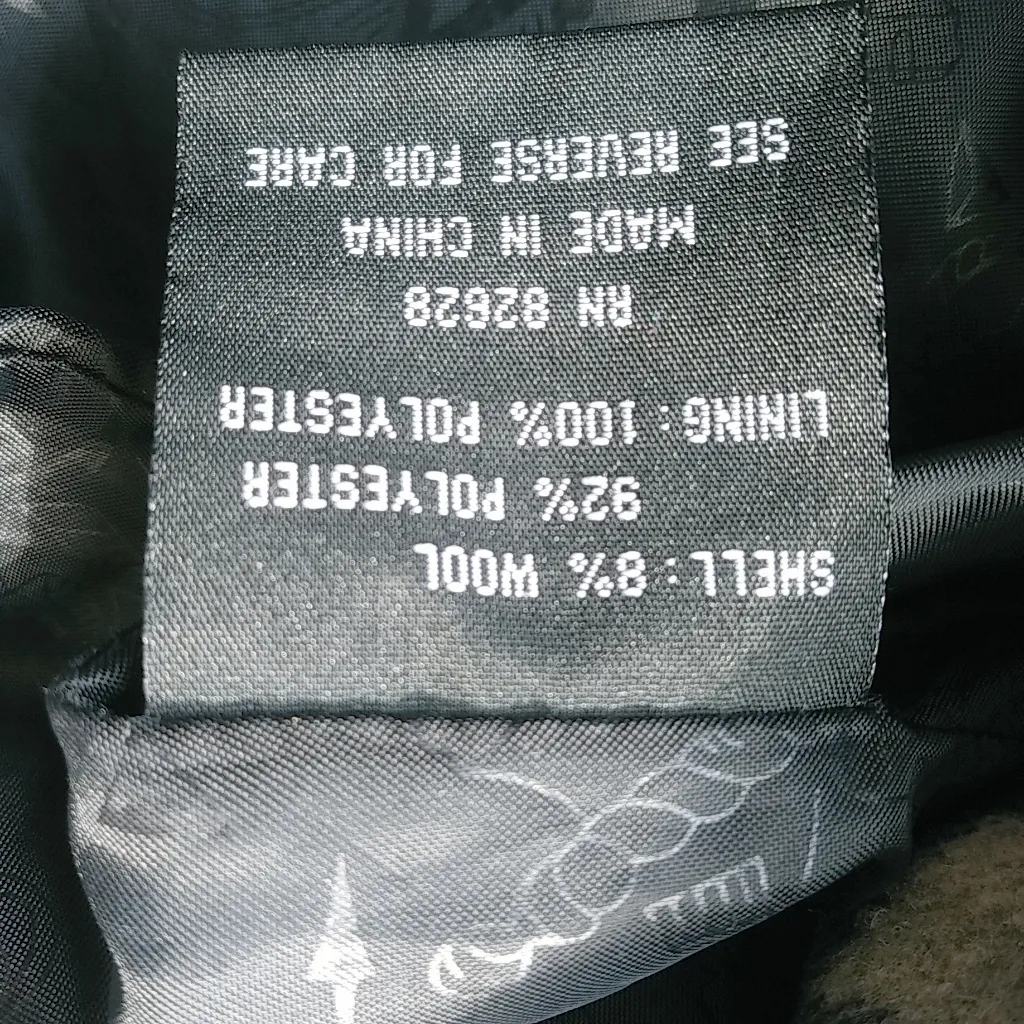 SHELL: 8% WOOL
92% POLYESTER
LINING: 100% POLYESTER
RN 82628
MADE IN CHINA
SEE REVERSE FOR CARE